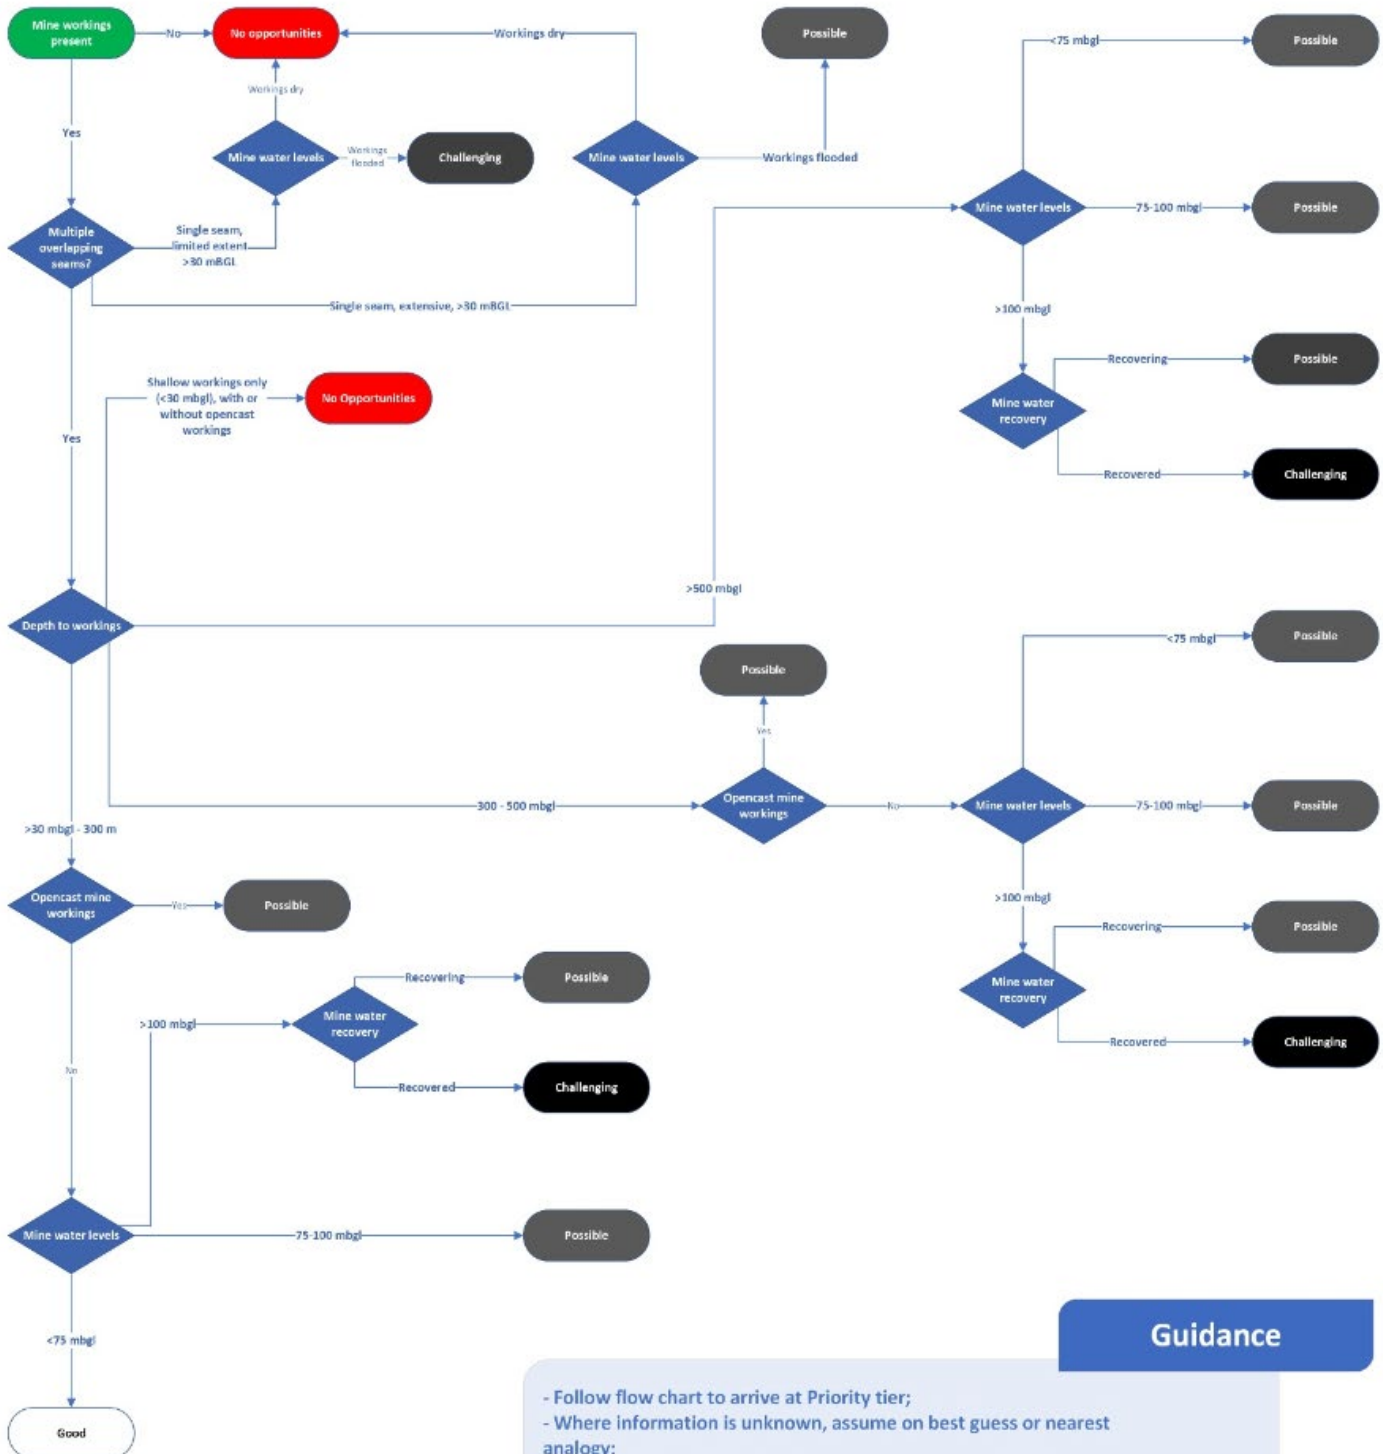 Mine workings
present
No
No opportunities
Workings dry
Possible
<75 mbgl
Possible
Workings dry
Yes
Mine water levels
Workings
flooded
Challenging
Mine water levels
Workings flooded
Mine water levels
75-100 mbgl
Possible
Multiple
overlapping
seams?
Single seam,
limited extent
>30 mBGL
Single seam, extensive, >30 mBGL
>100 mbgl
Recovering
Possible
Shallow workings only
(<30 mbgl), with or
without opencast
workings
No Opportunities
Mine water
recovery
Yes
Recovered
Challenging
>500 mbgl
Depth to workings
<75 mbgl
Possible
Possible
Yes
300 - 500 mbgl
Opencast mine
workings
No
Mine water levels
75-100 mbgl
Possible
>30 mbgl - 300 m
Opencast mine
workings
Yes
Possible
>100 mbgl
Recovering
Possible
Mine water
recovery
Recovering
Possible
>100 mbgl
Mine water
recovery
Recovered
Challenging
No
Recovered
Challenging
Mine water levels
75-100 mbgl
Possible
<75 mbgl
Good
Guidance
- Follow flow chart to arrive at Priority tier;
- Where information is unknown, assume on best guess or nearest
analogy;